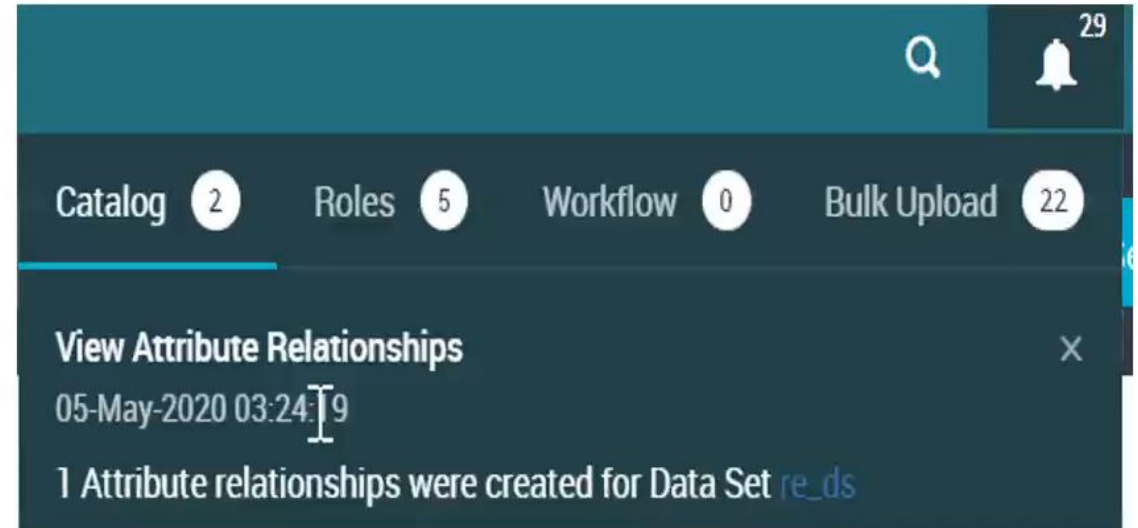 29
Catalog 2 Roles 5 Workflow 0 Bulk Upload 22
View Attribute Relationships X
05-May-2020 03:24:19
1 Attribute relationships were created for Data Set re_ds